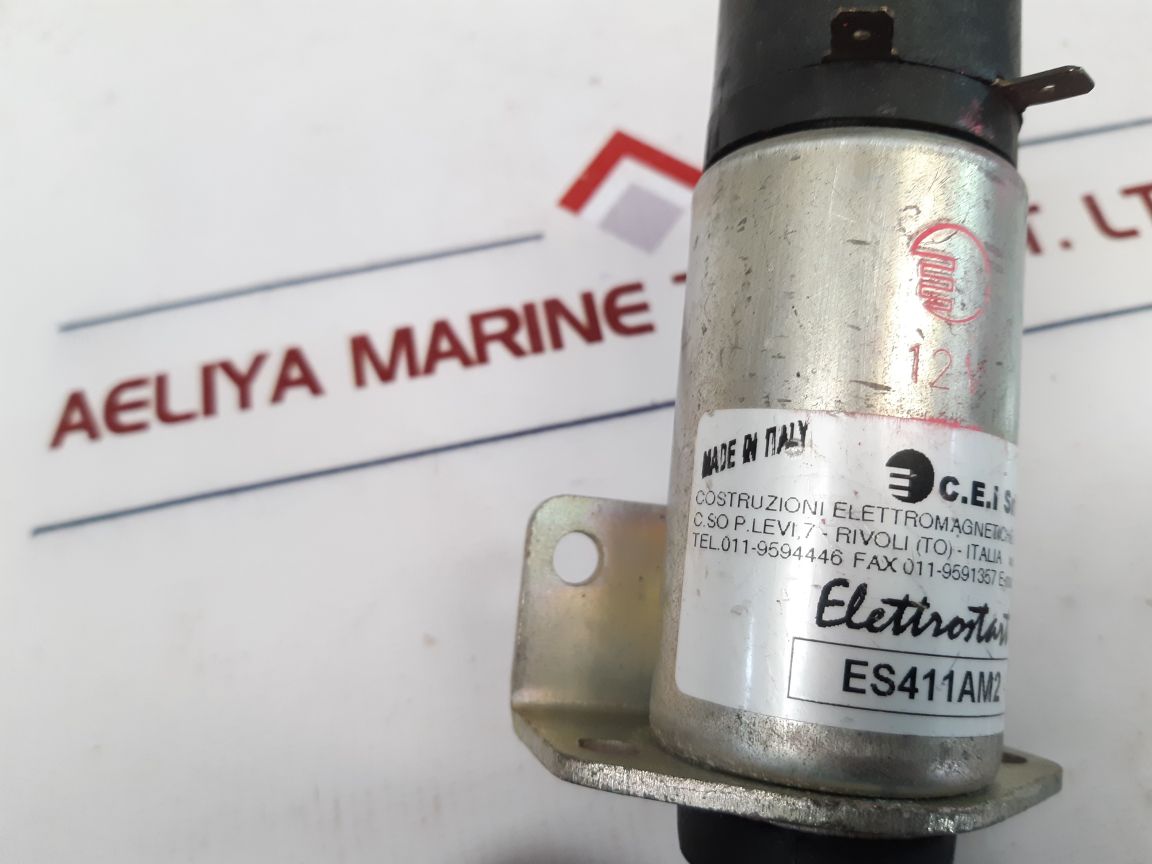 AELIYA MARINE T. LT
12V
MADE IN ITALY
C.E.I
COSTRUZIONI
C.SO P.LEVI,7 - RIVOLI (TO) - ITALIA
TEL.011-9594446 FAX 011-9591357
Elettrostart
ES411AM2